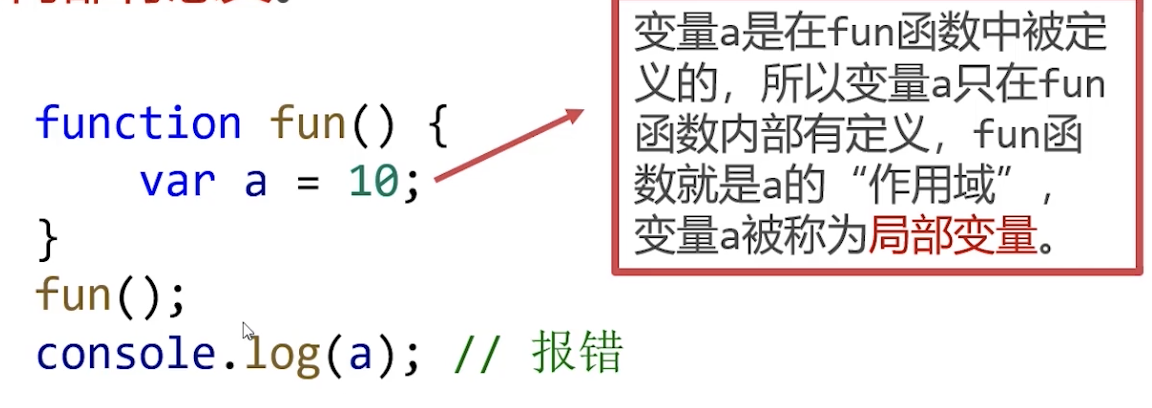 function fun() {
    var a = 10;
}
fun();
console.log(a); // 报错
变量a是在fun函数中被定
义的，所以变量a只在fun
函数内部有定义，fun函
数就是a的“作用域”，
变量a被称为局部变量。